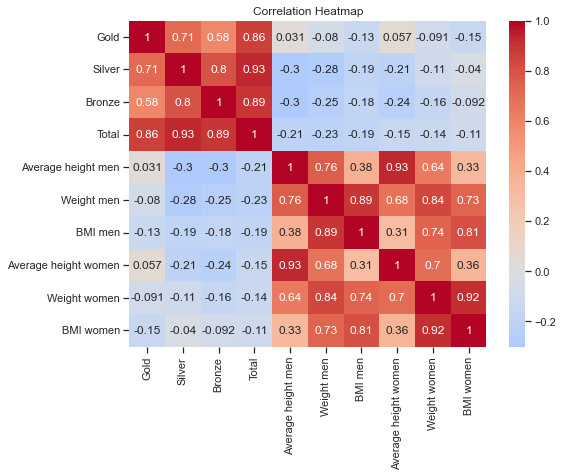 Correlation Heatmap
Gold 1 0.71 0.58 0.86 0.031 -0.08 -0.13 0.057 -0.091 -0.15
Silver 0.71 1 0.8 0.93 -0.3 -0.28 -0.19 -0.21 -0.11 -0.04
Bronze 0.58 0.8 1 0.89 -0.3 -0.25 -0.18 -0.24 -0.16 -0.092
Total 0.86 0.93 0.89 1 -0.21 -0.23 -0.19 -0.15 -0.14 -0.11
Average height men 0.031 -0.3 -0.3 -0.21 1 0.76 0.38 0.93 0.64 0.33
Weight men -0.08 -0.28 -0.25 -0.23 0.76 1 0.89 0.68 0.84 0.73
BMI men -0.13 -0.19 -0.18 -0.19 0.38 0.89 1 0.31 0.74 0.81
Average height women 0.057 -0.21 -0.24 -0.15 0.93 0.68 0.31 1 0.7 0.36
Weight women -0.091 -0.11 -0.16 -0.14 0.64 0.84 0.74 0.7 1 0.92
BMI women -0.15 -0.04 -0.092 -0.11 0.33 0.73 0.81 0.36 0.92 1
Gold
Silver
Bronze
Total
Average height men
Weight men
BMI men
Average height women
Weight women
BMI women
1.0
0.8
0.6
0.4
0.2
0.0
−0.2